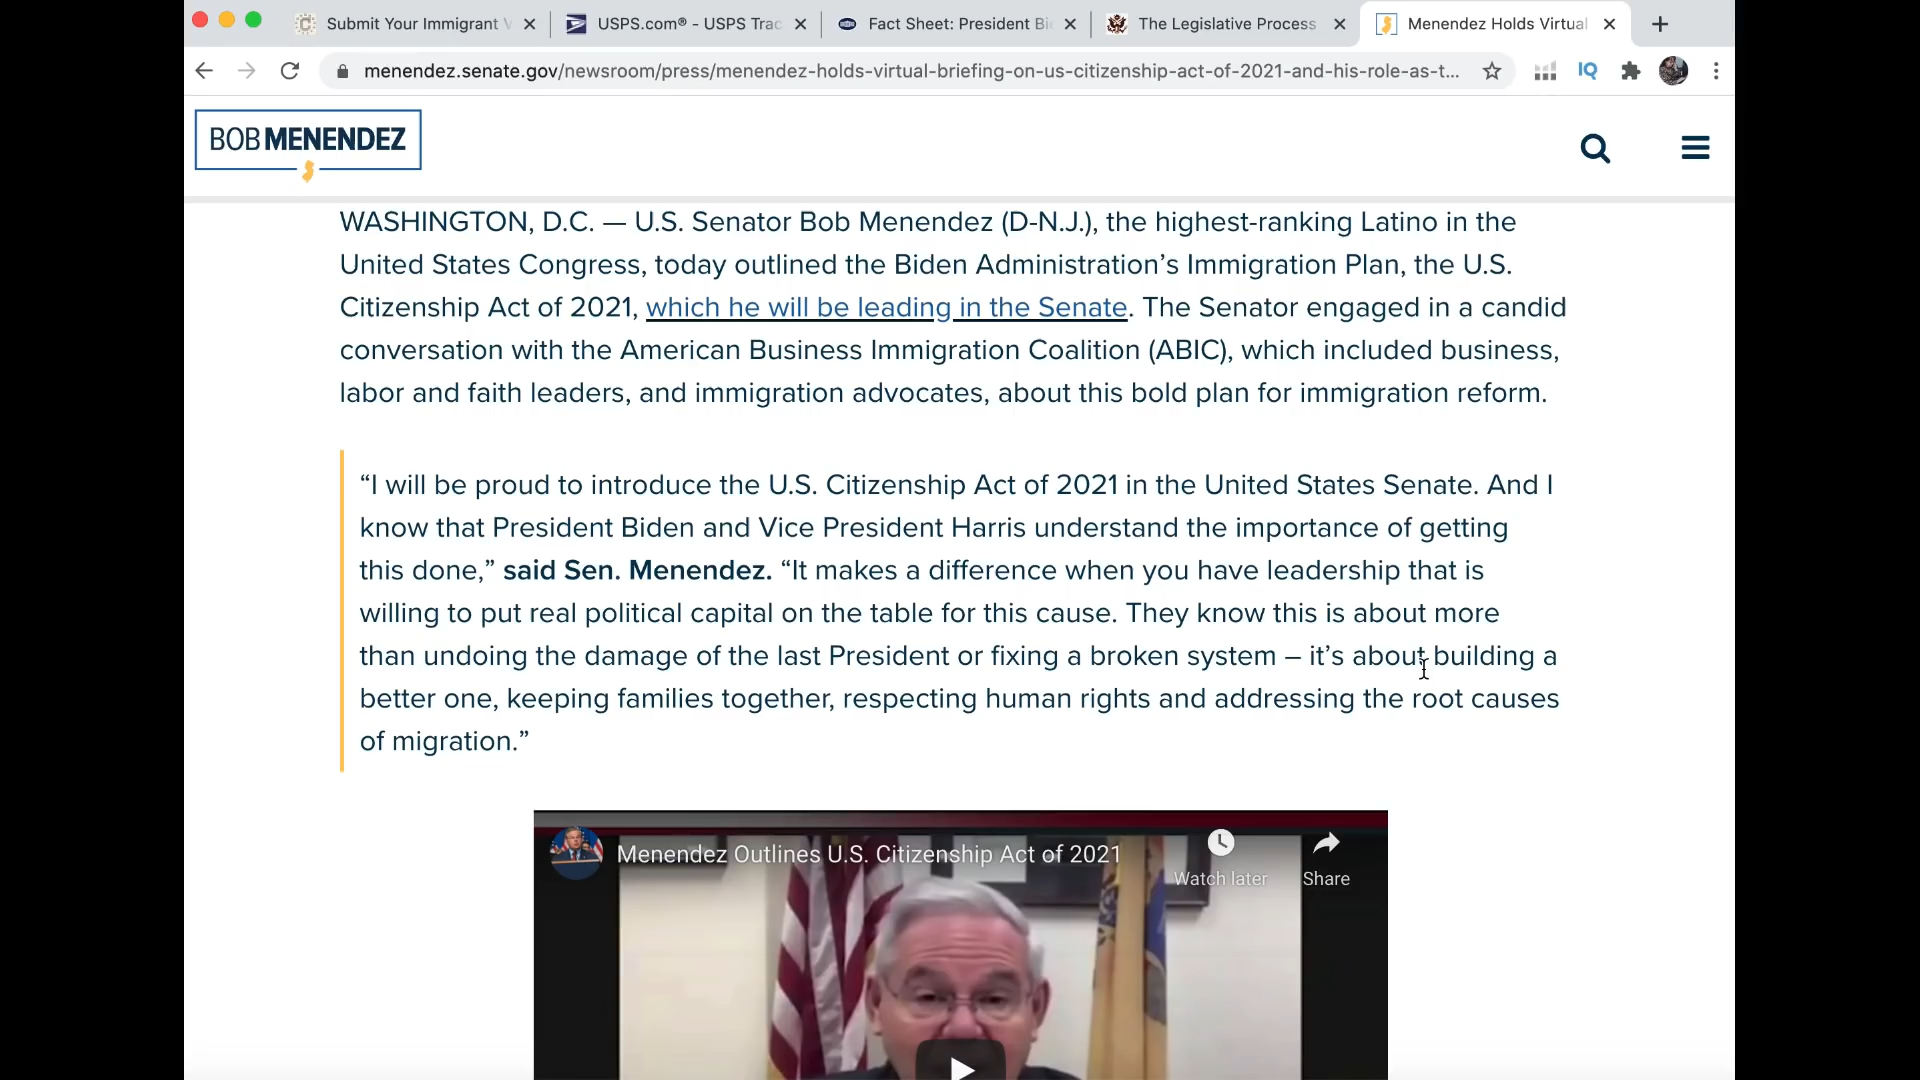 Submit Your Immigrant V
USPS.com® - USPS Trac
Fact Sheet: President Bi
The Legislative Process
Menendez Holds Virtual
menendez.senate.gov/newsroom/press/menendez-holds-virtual-briefing-on-us-citizenship-act-of-2021-and-his-role-as-t...
IQ
BOB MENENDEZ
WASHINGTON, D.C. — U.S. Senator Bob Menendez (D-N.J.), the highest-ranking Latino in the
United States Congress, today outlined the Biden Administration’s Immigration Plan, the U.S.
Citizenship Act of 2021, which he will be leading in the Senate. The Senator engaged in a candid
conversation with the American Business Immigration Coalition (ABIC), which included business,
labor and faith leaders, and immigration advocates, about this bold plan for immigration reform.
“I will be proud to introduce the U.S. Citizenship Act of 2021 in the United States Senate. And I
know that President Biden and Vice President Harris understand the importance of getting
this done,” said Sen. Menendez. “It makes a difference when you have leadership that is
willing to put real political capital on the table for this cause. They know this is about more
than undoing the damage of the last President or fixing a broken system – it’s about building a
better one, keeping families together, respecting human rights and addressing the root causes
of migration.”
Menendez Outlines U.S. Citizenship Act of 2021
Watch later
Share